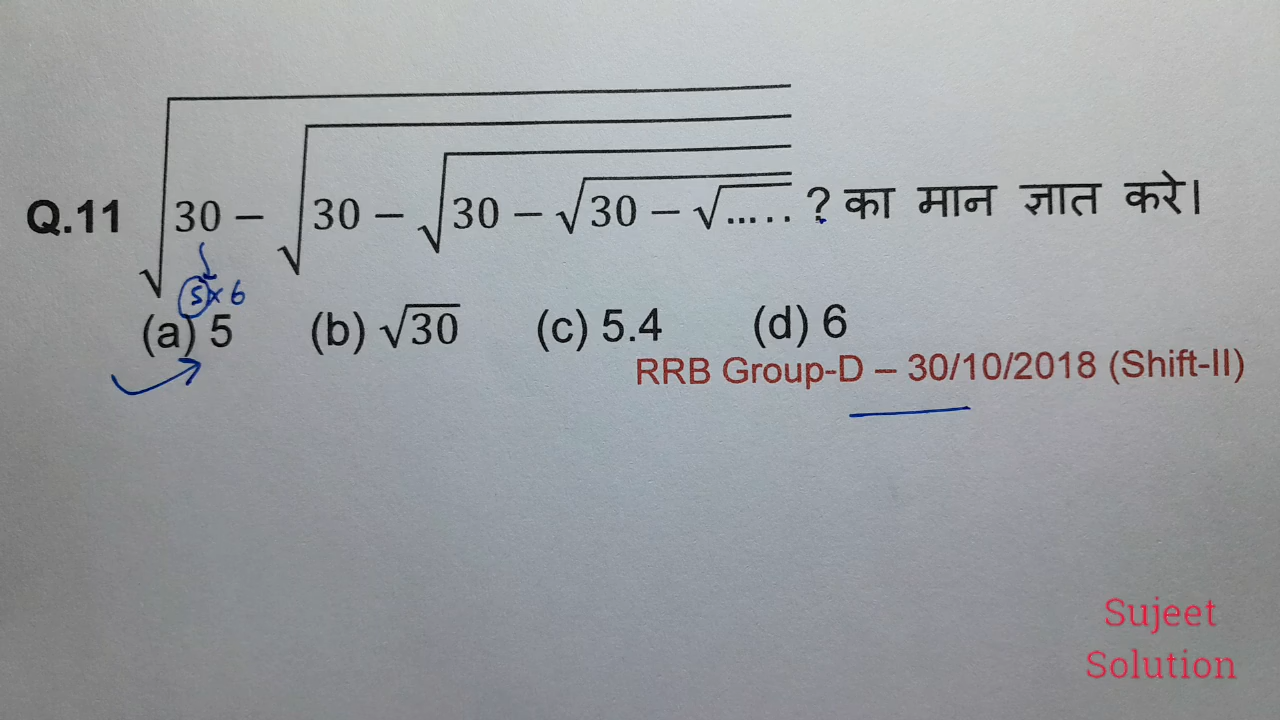 Q.11 √30 − √30 − √30 − √30 − √..... ? का मान ज्ञात करे।
5 × 6
(a) 5 (b) √30 (c) 5.4 (d) 6
RRB Group-D – 30/10/2018 (Shift-II)
Sujeet
Solution